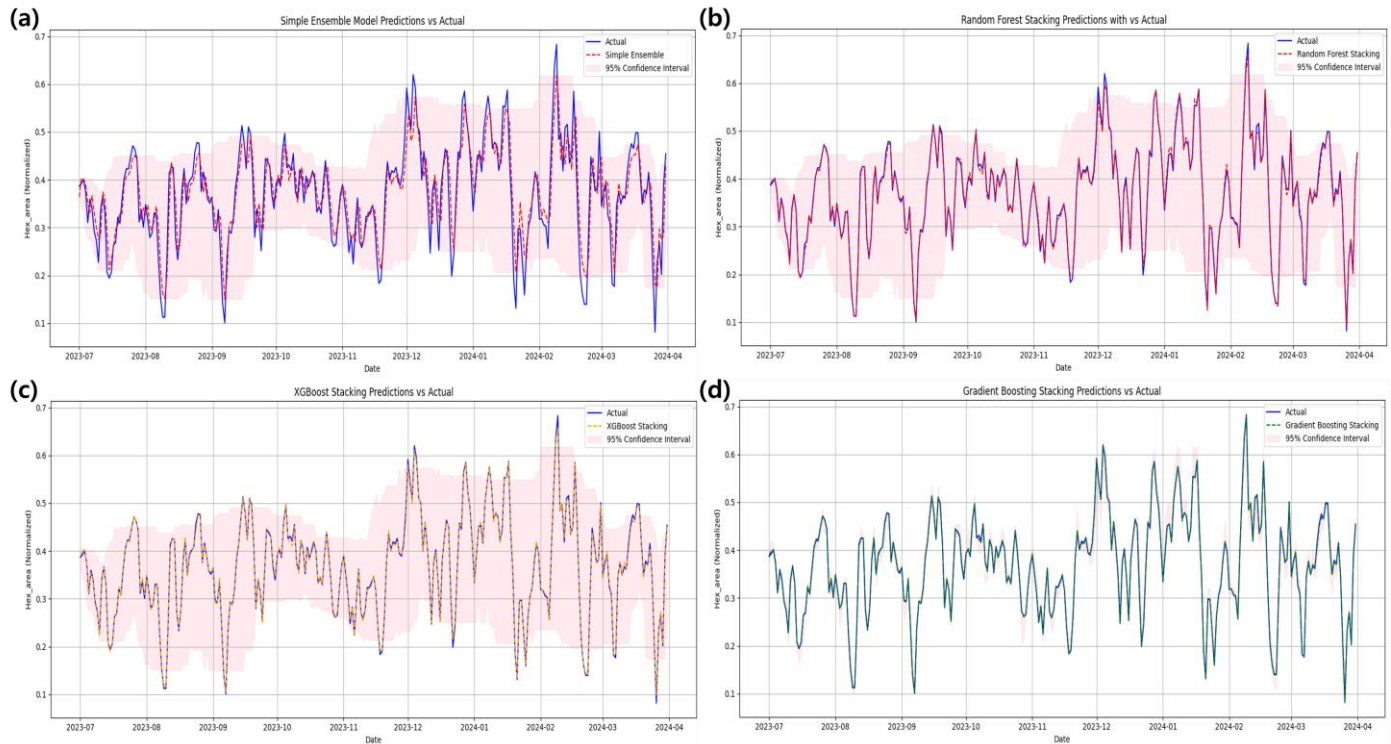 (a)
Simple Ensemble Model Predictions vs Actual
Actual
Simple Ensemble
95% Confidence Interval
Hex_area (Normalized)
0.7
0.6
0.5
0.4
0.3
0.2
0.1
2023-07 2023-08 2023-09 2023-10 2023-11 2023-12 2024-01 2024-02 2024-03 2024-04
Date
(b)
Random Forest Stacking Predictions with vs Actual
Actual
Random Forest Stacking
95% Confidence Interval
Hex_area (Normalized)
0.7
0.6
0.5
0.4
0.3
0.2
0.1
2023-07 2023-08 2023-09 2023-10 2023-11 2023-12 2024-01 2024-02 2024-03 2024-04
Date
(c)
XGBoost Stacking Predictions vs Actual
Actual
XGBoost Stacking
95% Confidence Interval
Hex_area (Normalized)
0.7
0.6
0.5
0.4
0.3
0.2
0.1
2023-07 2023-08 2023-09 2023-10 2023-11 2023-12 2024-01 2024-02 2024-03 2024-04
Date
(d)
Gradient Boosting Stacking Predictions vs Actual
Actual
Gradient Boosting Stacking
95% Confidence Interval
Hex_area (Normalized)
0.7
0.6
0.5
0.4
0.3
0.2
0.1
2023-07 2023-08 2023-09 2023-10 2023-11 2023-12 2024-01 2024-02 2024-03 2024-04
Date